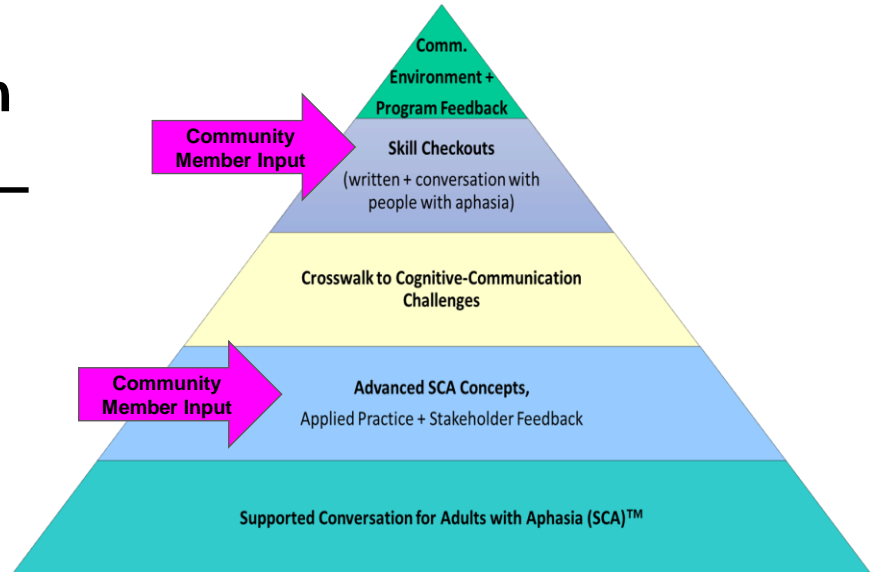 n
Comm.
Environment +
Program Feedback
Community
Member Input
Skill Checkouts
(written + conversation with
people with aphasia)
Crosswalk to Cognitive-Communication
Challenges
Community
Member Input
Advanced SCA Concepts,
Applied Practice + Stakeholder Feedback
Supported Conversation for Adults with Aphasia (SCA)™